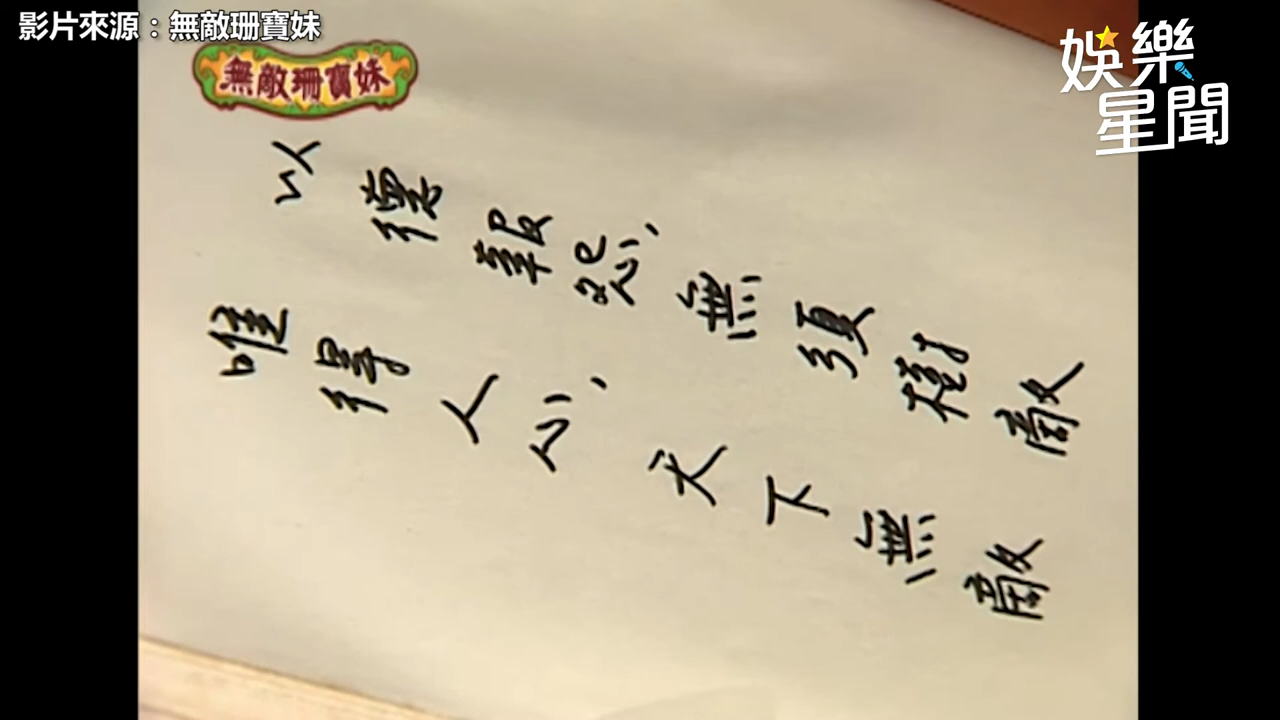 影片來源：無敵珊寶妹
無敵珊寶妹
娛樂
星聞
以德報怨，無須樹敵
唯得人心，天下無敵